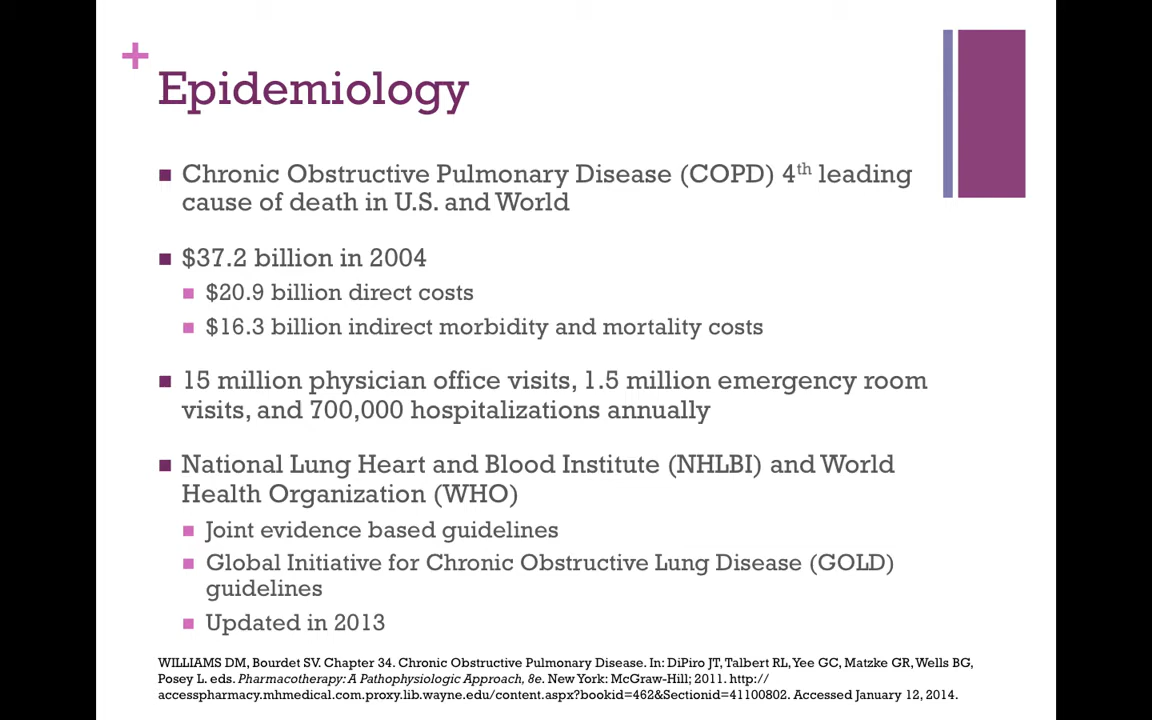 +
Epidemiology
■ Chronic Obstructive Pulmonary Disease (COPD) 4th leading
cause of death in U.S. and World
■ $37.2 billion in 2004
■ $20.9 billion direct costs
■ $16.3 billion indirect morbidity and mortality costs
■ 15 million physician office visits, 1.5 million emergency room
visits, and 700,000 hospitalizations annually
■ National Lung Heart and Blood Institute (NHLBI) and World
Health Organization (WHO)
■ Joint evidence based guidelines
■ Global Initiative for Chronic Obstructive Lung Disease (GOLD)
guidelines
■ Updated in 2013
WILLIAMS DM, Bourdet SV. Chapter 34. Chronic Obstructive Pulmonary Disease. In: DiPiro JT, Talbert RL, Yee GC, Matzke GR, Wells BG,
Posey L. eds. Pharmacotherapy: A Pathophysiologic Approach, 8e. New York: McGraw-Hill; 2011. http://
accesspharmacy.mhmedical.com.proxy.lib.wayne.edu/content.aspx?bookid=462&Sectionid=41100802. Accessed January 12, 2014.